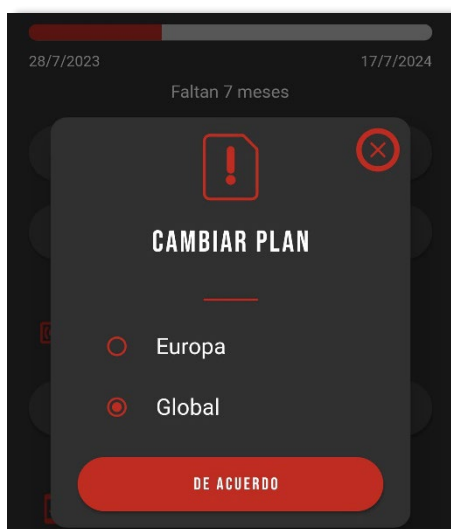 28/7/2023 17/7/2024
Faltan 7 meses
CAMBIAR PLAN
Europa
Global
DE ACUERDO